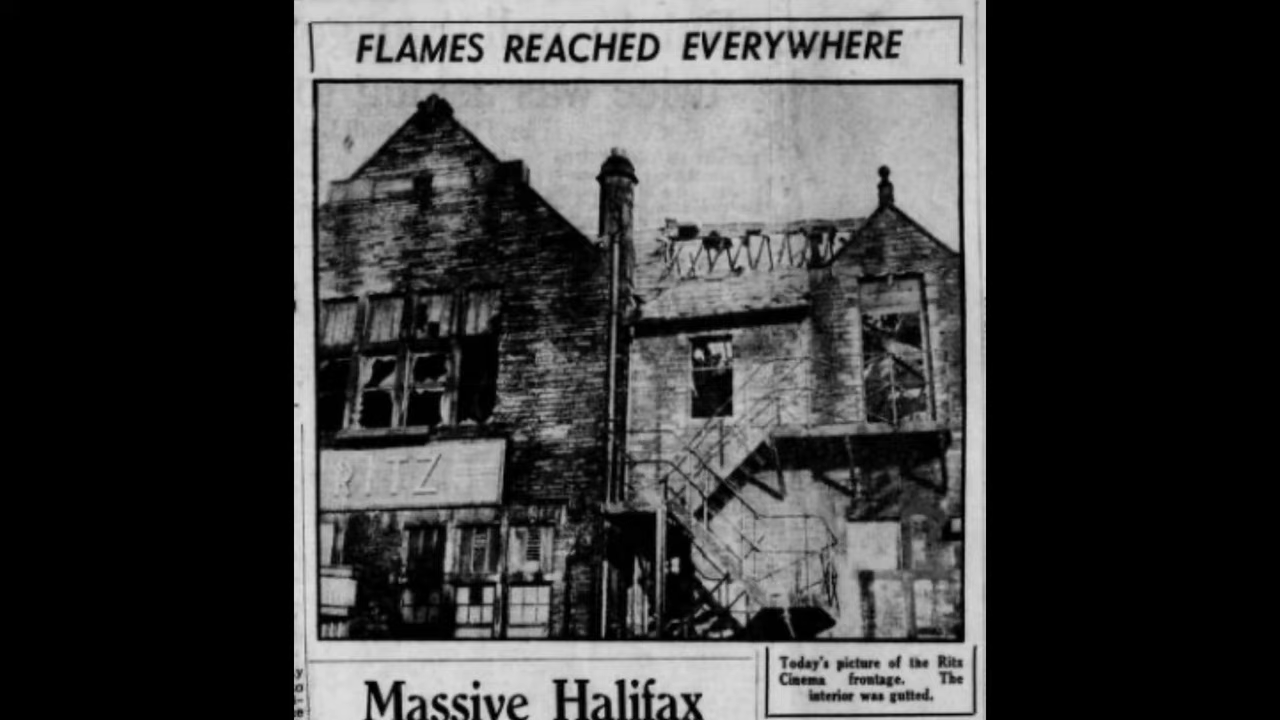 FLAMES REACHED EVERYWHERE
RITZ
Today's picture of the Ritz
Cinema frontage. The
interior was gutted.
Massive Halifax